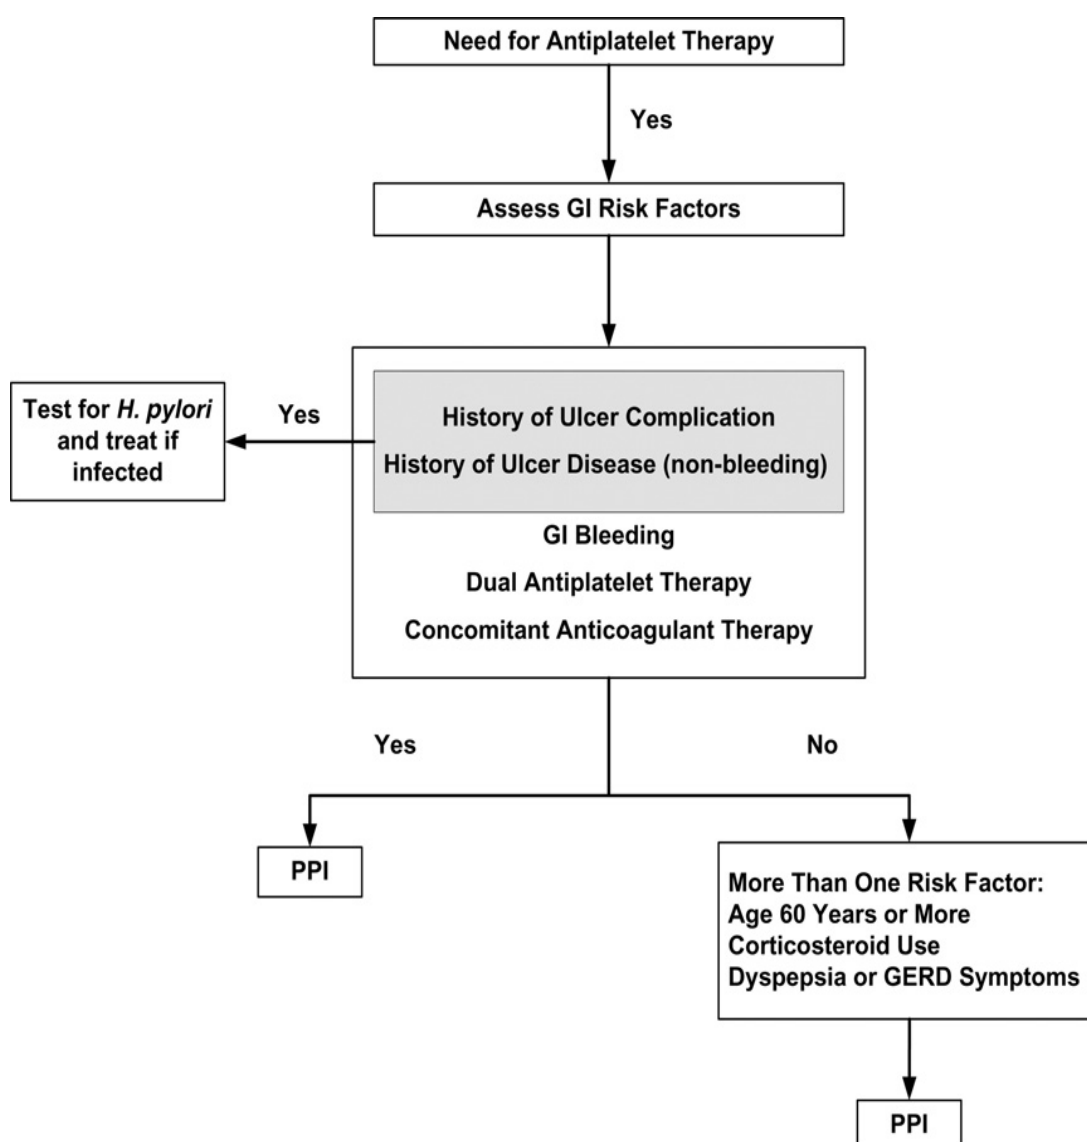 Need for Antiplatelet Therapy
Yes
Assess GI Risk Factors
Test for H. pylori
and treat if
infected
Yes
History of Ulcer Complication
History of Ulcer Disease (non-bleeding)
GI Bleeding
Dual Antiplatelet Therapy
Concomitant Anticoagulant Therapy
Yes
No
PPI
More Than One Risk Factor:
Age 60 Years or More
Corticosteroid Use
Dyspepsia or GERD Symptoms
PPI